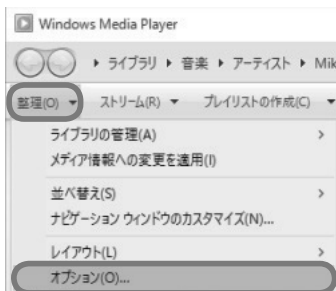 Windows Media Player
ライブラリ ▸ 音楽 ▸ アーティスト ▸ Mik
整理(O) ▼ ストリーム(R) ▼ プレイリストの作成(C) ▼
ライブラリの管理(A) >
メディア情報への変更を適用(I)
並べ替え(S) >
ナビゲーション ウィンドウのカスタマイズ(N)...
レイアウト(L) >
オプション(O)...